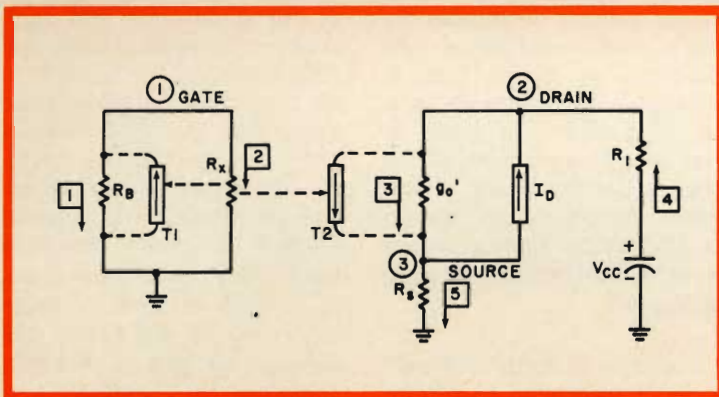 1 GATE
2 DRAIN
RX
2
R1
1
RB
3
go'
ID
4
T1
T2
3
SOURCE
VCC
+
-
Rs
5